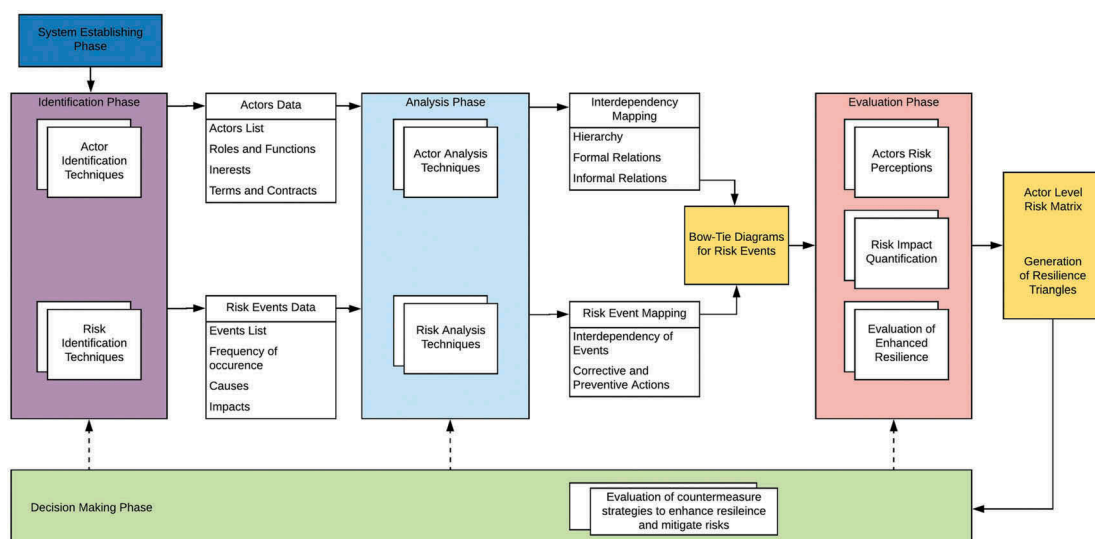 System Establishing
Phase
Identification Phase
Actor
Identification
Techniques
Risk
Identification
Techniques
Actors Data
Actors List
Roles and Functions
Inerests
Terms and Contracts
Risk Events Data
Events List
Frequency of
occurence
Causes
Impacts
Analysis Phase
Actor Analysis
Techniques
Risk Analysis
Techniques
Interdependency
Mapping
Hierarchy
Formal Relations
Informal Relations
Risk Event Mapping
Interdependency of
Events
Corrective and
Preventive Actions
Bow-Tie Diagrams
for Risk Events
Evaluation Phase
Actors Risk
Perceptions
Risk Impact
Quantification
Evaluation of
Enhanced
Resilience
Actor Level
Risk Matrix
Generation
of Resilience
Triangles
Decision Making Phase
Evaluation of countermeasure
strategies to enhance resileince
and mitigate risks